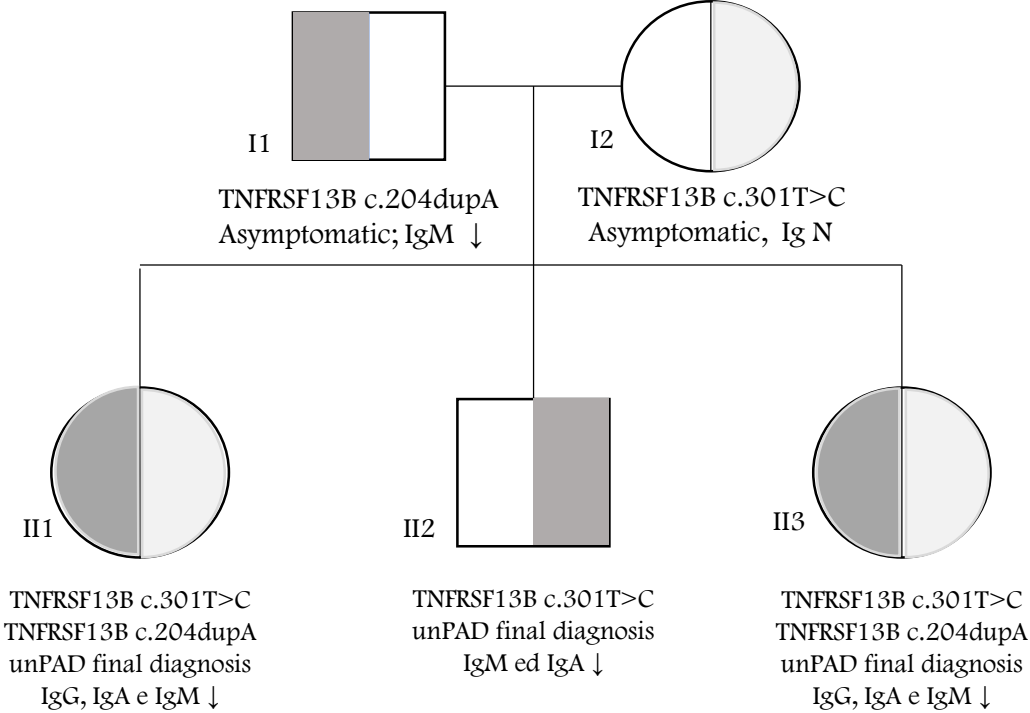 I1
I2
TNFRSF13B c.204dupA
Asymptomatic; IgM ↓
TNFRSF13B c.301T>C
Asymptomatic, Ig N
II1
II2
II3
TNFRSF13B c.301T>C
TNFRSF13B c.204dupA
unPAD final diagnosis
IgG, IgA e IgM ↓
TNFRSF13B c.301T>C
unPAD final diagnosis
IgM ed IgA ↓
TNFRSF13B c.301T>C
TNFRSF13B c.204dupA
unPAD final diagnosis
IgG, IgA e IgM ↓